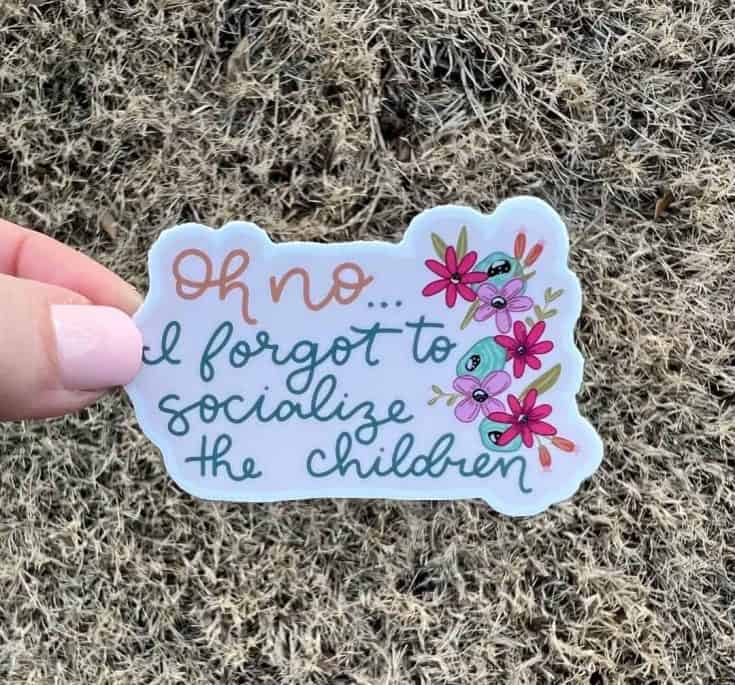 Oh no...
I forgot to
socialize
the children